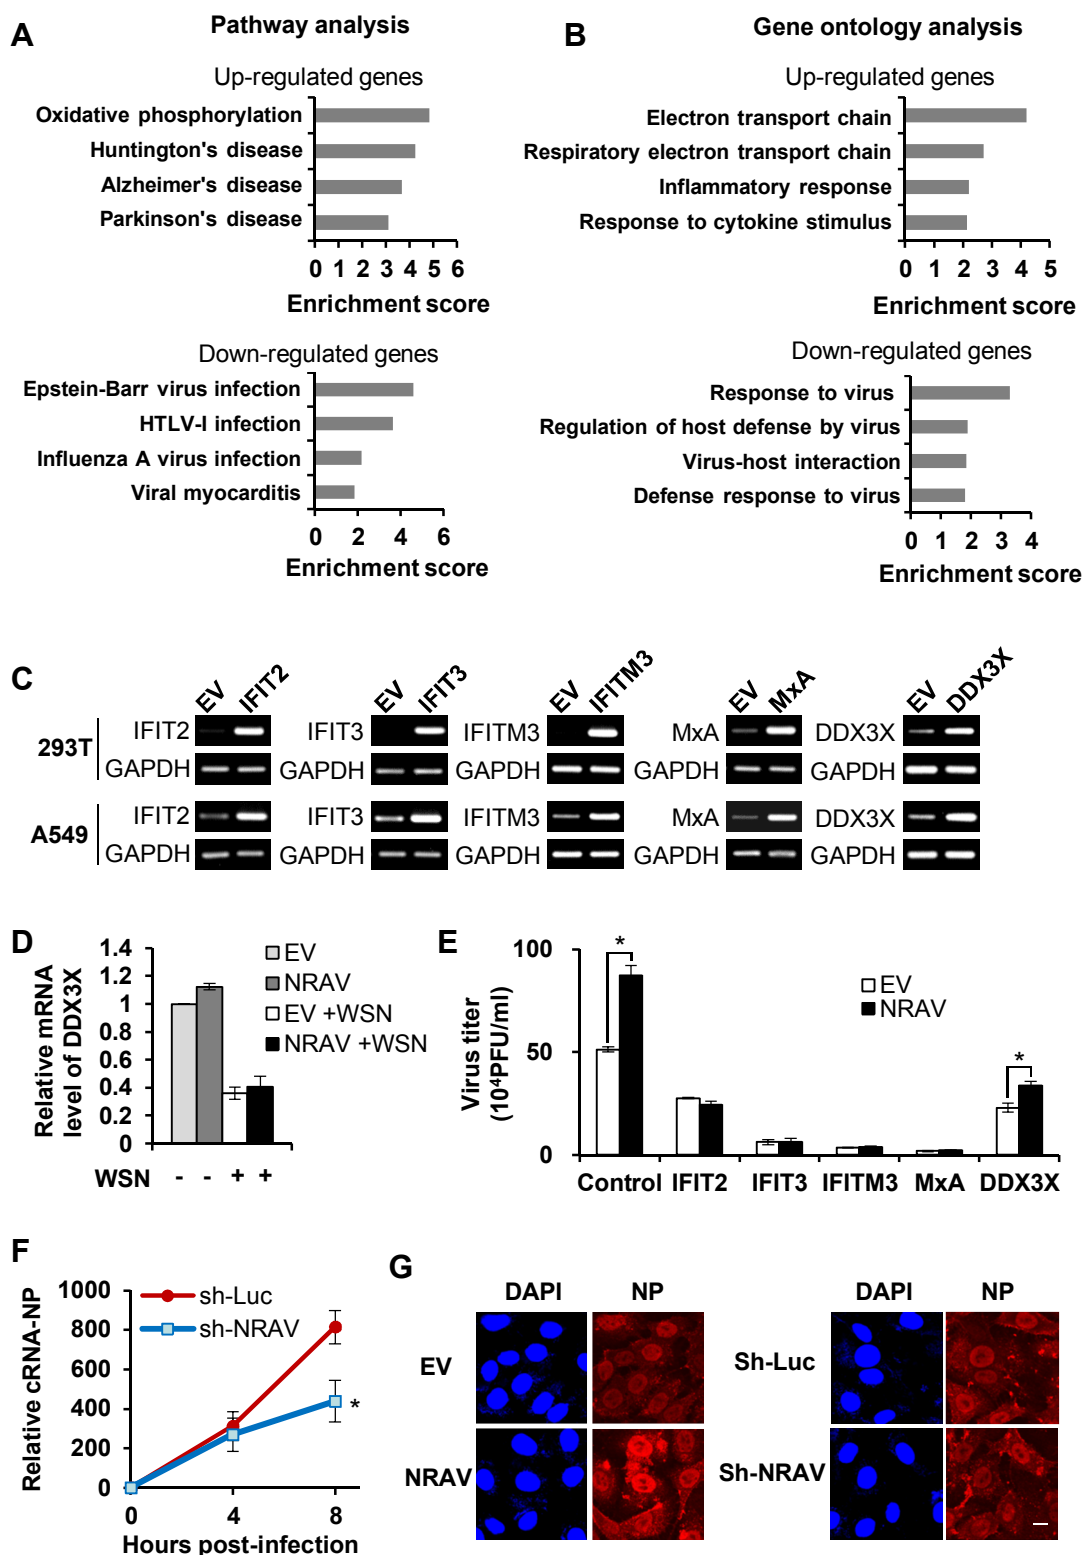 A
Pathway analysis
Up-regulated genes
Oxidative phosphorylation
Huntington's disease
Alzheimer's disease
Parkinson's disease
0 1 2 3 4 5 6
Enrichment score
Down-regulated genes
Epstein-Barr virus infection
HTLV-I infection
Influenza A virus infection
Viral myocarditis
0 2 4 6
Enrichment score
B
Gene ontology analysis
Up-regulated genes
Electron transport chain
Respiratory electron transport chain
Inflammatory response
Response to cytokine stimulus
0 1 2 3 4 5
Enrichment score
Down-regulated genes
Response to virus
Regulation of host defense by virus
Virus-host interaction
Defense response to virus
0 1 2 3 4
Enrichment score
C
EV IFIT2 EV IFIT3 EV IFITM3 EV MxA EV DDX3X
293T
IFIT2 IFIT3 IFITM3 MxA DDX3X
GAPDH GAPDH GAPDH GAPDH GAPDH
A549
IFIT2 IFIT3 IFITM3 MxA DDX3X
GAPDH GAPDH GAPDH GAPDH GAPDH
D
Relative mRNA
level of DDX3X
1.4
1.2
1
0.8
0.6
0.4
0.2
0
EV
NRAV
EV +WSN
NRAV +WSN
WSN - - + +
E
Virus titer
(10⁴PFU/ml)
100
50
0
*
*
EV
NRAV
Control IFIT2 IFIT3 IFITM3 MxA DDX3X
F
Relative cRNA-NP
1000
800
600
400
200
0
sh-Luc
sh-NRAV
*
0 4 8
Hours post-infection
G
DAPI NP
EV
NRAV
DAPI NP
Sh-Luc
Sh-NRAV